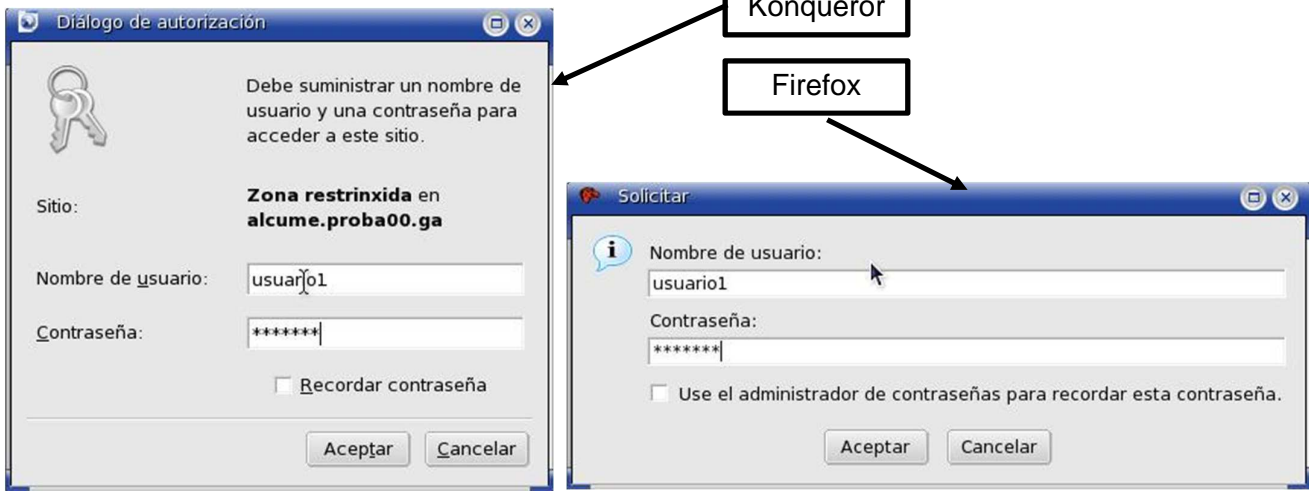 Konqueror
Firefox
Diálogo de autorización
Debe suministrar un nombre de
usuario y una contraseña para
acceder a este sitio.
Sitio:
Zona restrinxida en
alcume.proba00.ga
Nombre de usuario:
usuario1
Contraseña:
*******
Recordar contraseña
Aceptar
Cancelar
Solicitar
Nombre de usuario:
usuario1
Contraseña:
*******
Use el administrador de contraseñas para recordar esta contraseña.
Aceptar
Cancelar